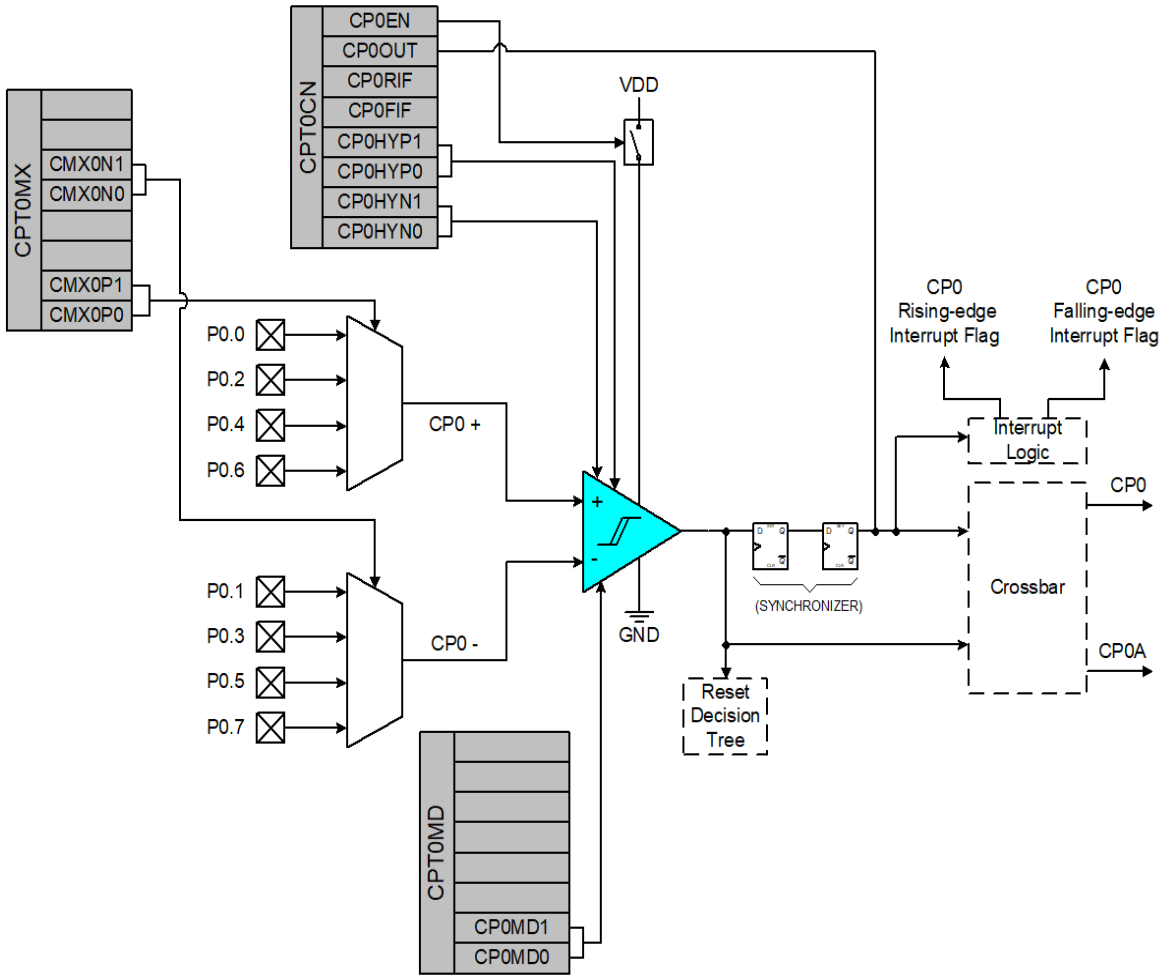 CPT0CN
CP0EN
CP0OUT
CP0RIF
CP0FIF
CP0HYP1
CP0HYP0
CP0HYN1
CP0HYN0
VDD
CPT0MX
CMX0N1
CMX0N0
CMX0P1
CMX0P0
P0.0
P0.2
P0.4
P0.6
CP0 +
P0.1
P0.3
P0.5
P0.7
CP0 -
+
-
GND
D
Q
Q
CLR
D
Q
Q
CLR
(SYNCHRONIZER)
CP0
Rising-edge
Interrupt Flag
CP0
Falling-edge
Interrupt Flag
Interrupt
Logic
Crossbar
CP0
CP0A
Reset
Decision
Tree
CPT0MD
CP0MD1
CP0MD0